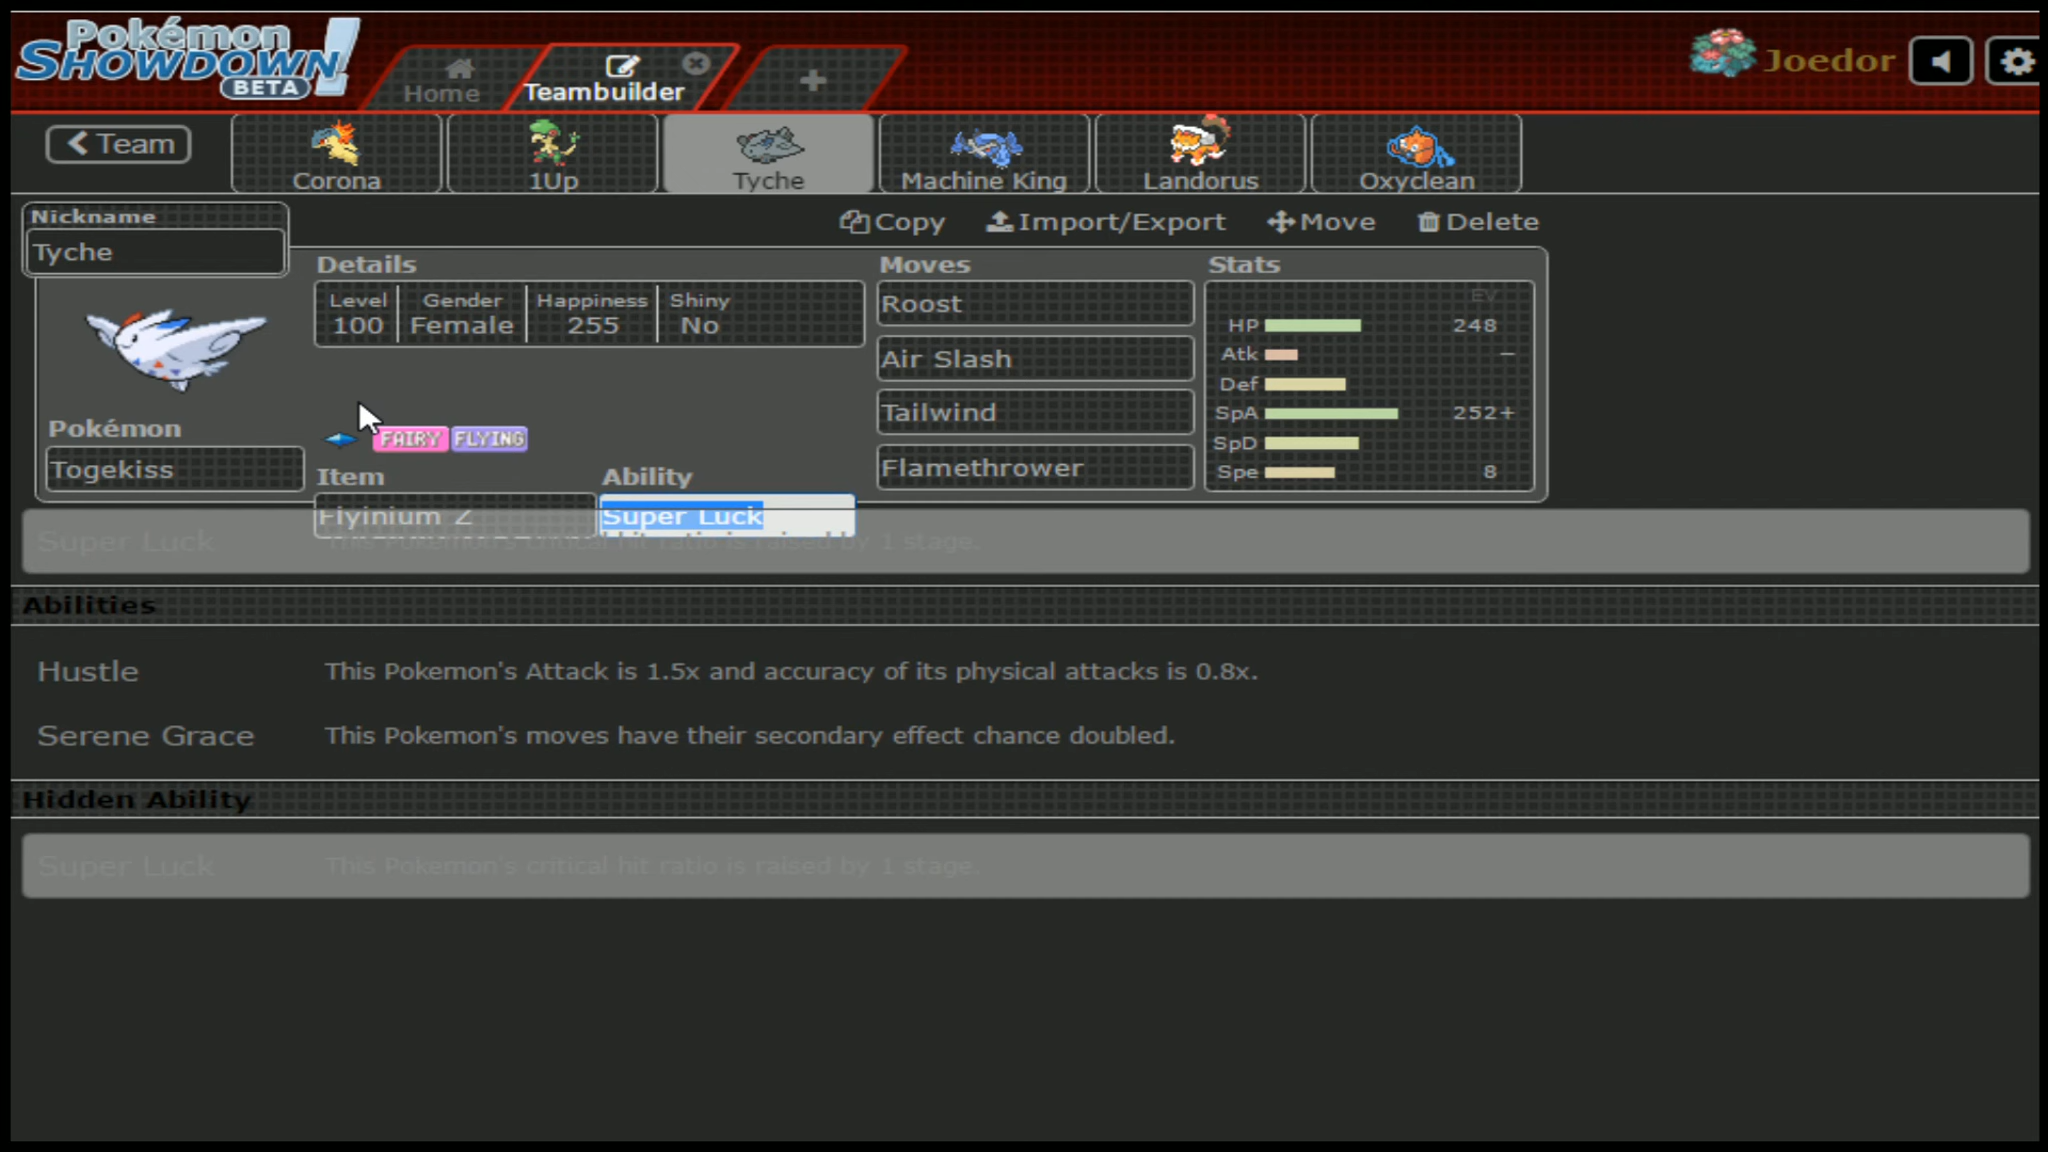 Pokémon
SHOWDOWN!
BETA
Home
Teambuilder
Joedor
Team
Corona
1Up
Tyche
Machine King
Landorus
Oxyclean
Nickname
Tyche
Copy
Import/Export
Move
Delete
Details
Level
Gender
Happiness
Shiny
100
Female
255
No
Pokémon
Togekiss
FAIRY
FLYING
Item
Flyinium Z
Ability
Super Luck
Moves
Roost
Air Slash
Tailwind
Flamethrower
Stats
EV
HP 248
Atk –
Def
SpA 252+
SpD
Spe 8
Super Luck This Pokemon's critical hit ratio is raised by 1 stage.
Abilities
Hustle This Pokemon's Attack is 1.5x and accuracy of its physical attacks is 0.8x.
Serene Grace This Pokemon's moves have their secondary effect chance doubled.
Hidden Ability
Super Luck This Pokemon's critical hit ratio is raised by 1 stage.